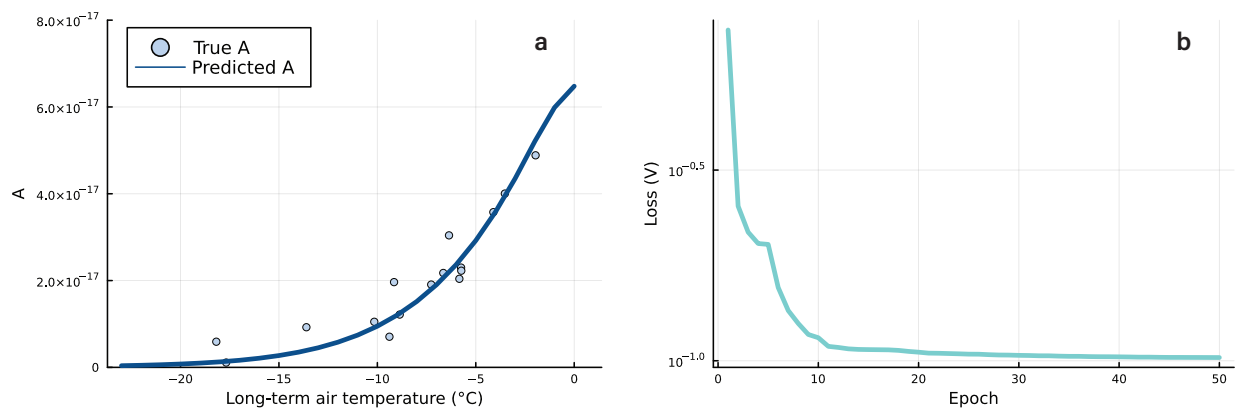 8.0×10⁻¹⁷
6.0×10⁻¹⁷
4.0×10⁻¹⁷
2.0×10⁻¹⁷
0
A
True A
Predicted A
a
−20
−15
−10
−5
0
Long-term air temperature (°C)
b
10⁻⁰·⁵
10⁻¹·⁰
Loss (V)
0
10
20
30
40
50
Epoch